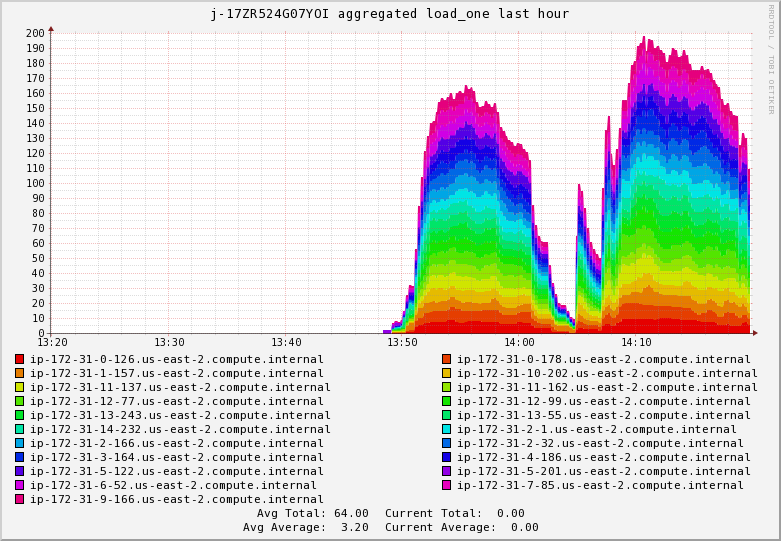 j-17ZR524G07YOI aggregated load_one last hour
RRDTOOL / TOBI OETIKER
200
190
180
170
160
150
140
130
120
110
100
90
80
70
60
50
40
30
20
10
0
13:20 13:30 13:40 13:50 14:00 14:10
ip-172-31-0-126.us-east-2.compute.internal ip-172-31-0-178.us-east-2.compute.internal
ip-172-31-1-157.us-east-2.compute.internal ip-172-31-10-202.us-east-2.compute.internal
ip-172-31-11-137.us-east-2.compute.internal ip-172-31-11-162.us-east-2.compute.internal
ip-172-31-12-77.us-east-2.compute.internal ip-172-31-12-99.us-east-2.compute.internal
ip-172-31-13-243.us-east-2.compute.internal ip-172-31-13-55.us-east-2.compute.internal
ip-172-31-14-232.us-east-2.compute.internal ip-172-31-2-1.us-east-2.compute.internal
ip-172-31-2-166.us-east-2.compute.internal ip-172-31-2-32.us-east-2.compute.internal
ip-172-31-3-164.us-east-2.compute.internal ip-172-31-4-186.us-east-2.compute.internal
ip-172-31-5-122.us-east-2.compute.internal ip-172-31-5-201.us-east-2.compute.internal
ip-172-31-6-52.us-east-2.compute.internal ip-172-31-7-85.us-east-2.compute.internal
ip-172-31-9-166.us-east-2.compute.internal
Avg Total: 64.00 Current Total: 0.00
Avg Average: 3.20 Current Average: 0.00